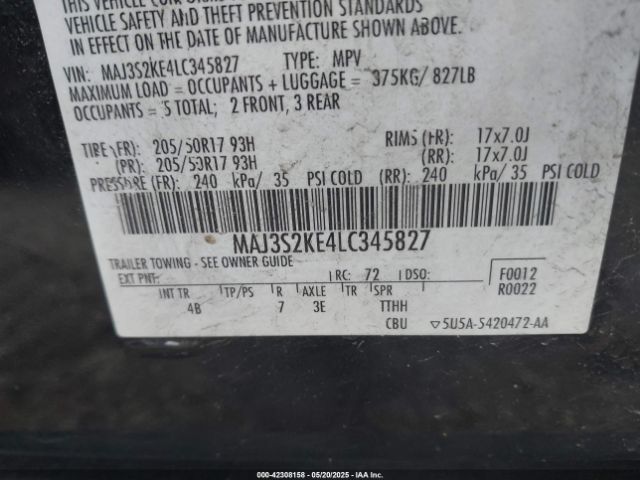 THIS VEHICLE CONFORMS
VEHICLE SAFETY AND THEFT PREVENTION STANDARDS
IN EFFECT ON THE DATE OF MANUFACTURE SHOWN ABOVE.
VIN: MAJ3S2KE4LC345827 TYPE: MPV
MAXIMUM LOAD = OCCUPANTS + LUGGAGE = 375KG/ 827LB
OCCUPANTS = 5 TOTAL; 2 FRONT, 3 REAR
TIRE (FR): 205/50R17 93H RIMS (FR): 17x7.0J
(RR): 205/50R17 93H (RR): 17x7.0J
PRESSURE (FR): 240 kPa/ 35 PSI COLD (RR): 240 kPa/ 35 PSI COLD
MAJ3S2KE4LC345827
TRAILER TOWING - SEE OWNER GUIDE
EXT PNT: RC: 72 DSO: F0012
R0022
INT TR TP/PS R AXLE TR SPR
4B 7 3E TTHH
CBU ▽5U5A-5420472-AA
000-42308158 - 05/20/2025 - IAA Inc.